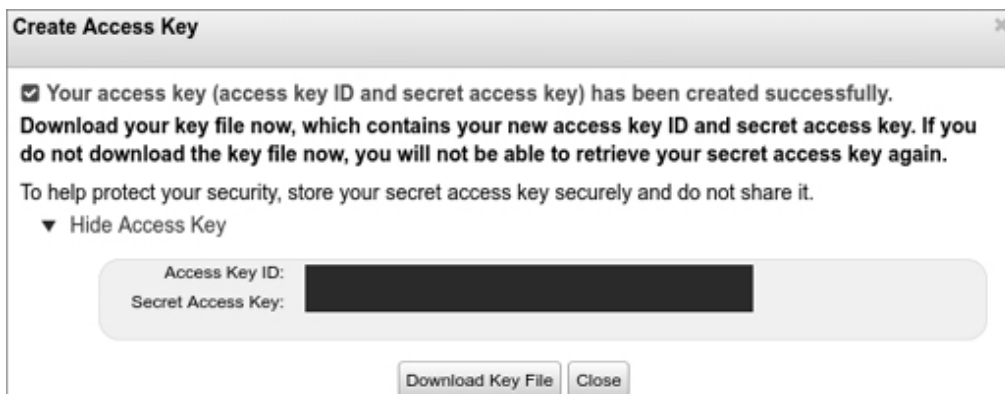 Create Access Key
Your access key (access key ID and secret access key) has been created successfully.
Download your key file now, which contains your new access key ID and secret access key. If you
do not download the key file now, you will not be able to retrieve your secret access key again.
To help protect your security, store your secret access key securely and do not share it.
Hide Access Key
Access Key ID:
Secret Access Key:
Download Key File Close